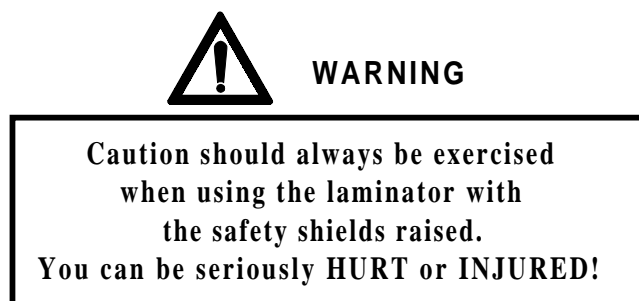 WARNING
Caution should always be exercised
when using the laminator with
the safety shields raised.
You can be seriously HURT or INJURED!